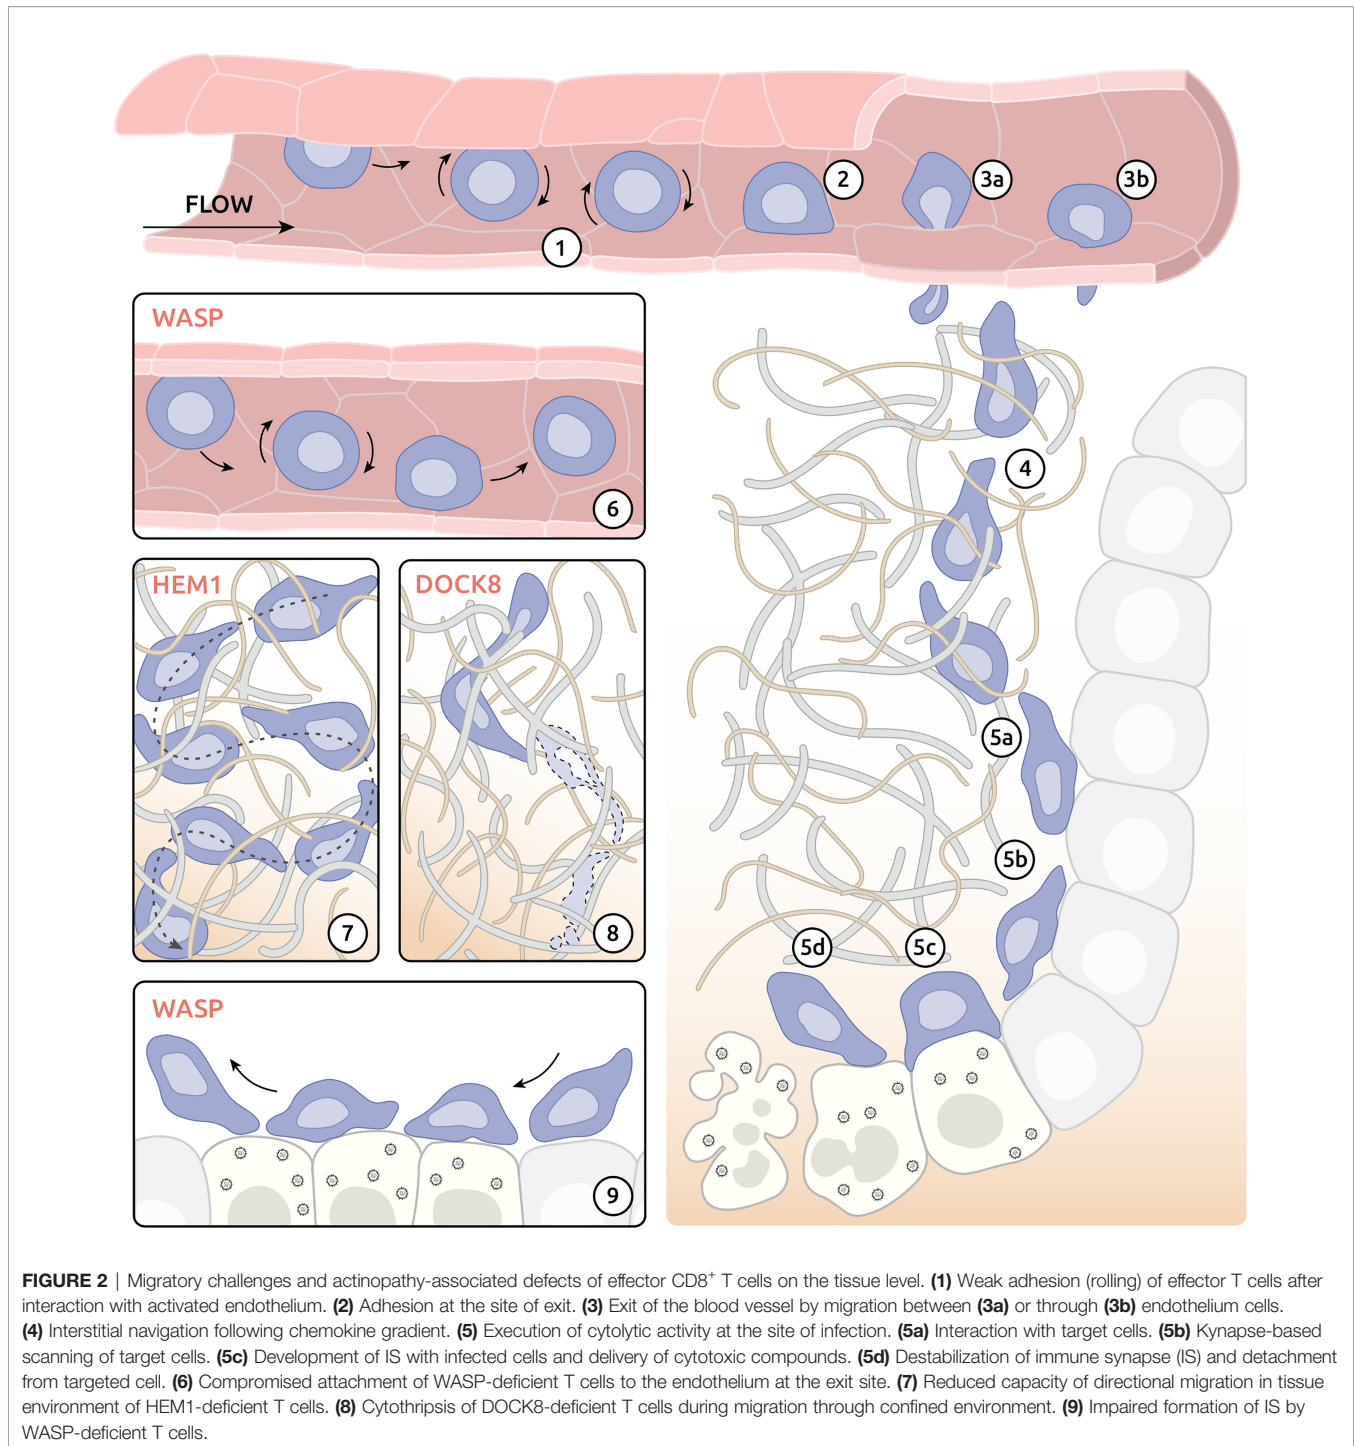 FLOW
1
2
3a
3b
WASP
6
4
HEM1
DOCK8
5a
5b
5d
5c
7
8
WASP
9
FIGURE 2 | Migratory challenges and actinopathy-associated defects of effector CD8+ T cells on the tissue level. (1) Weak adhesion (rolling) of effector T cells after
interaction with activated endothelium. (2) Adhesion at the site of exit. (3) Exit of the blood vessel by migration between (3a) or through (3b) endothelium cells.
(4) Interstitial navigation following chemokine gradient. (5) Execution of cytolytic activity at the site of infection. (5a) Interaction with target cells. (5b) Kynapse-based
scanning of target cells. (5c) Development of IS with infected cells and delivery of cytotoxic compounds. (5d) Destabilization of immune synapse (IS) and detachment
from targeted cell. (6) Compromised attachment of WASP-deficient T cells to the endothelium at the exit site. (7) Reduced capacity of directional migration in tissue
environment of HEM1-deficient T cells. (8) Cytothripsis of DOCK8-deficient T cells during migration through confined environment. (9) Impaired formation of IS by
WASP-deficient T cells.